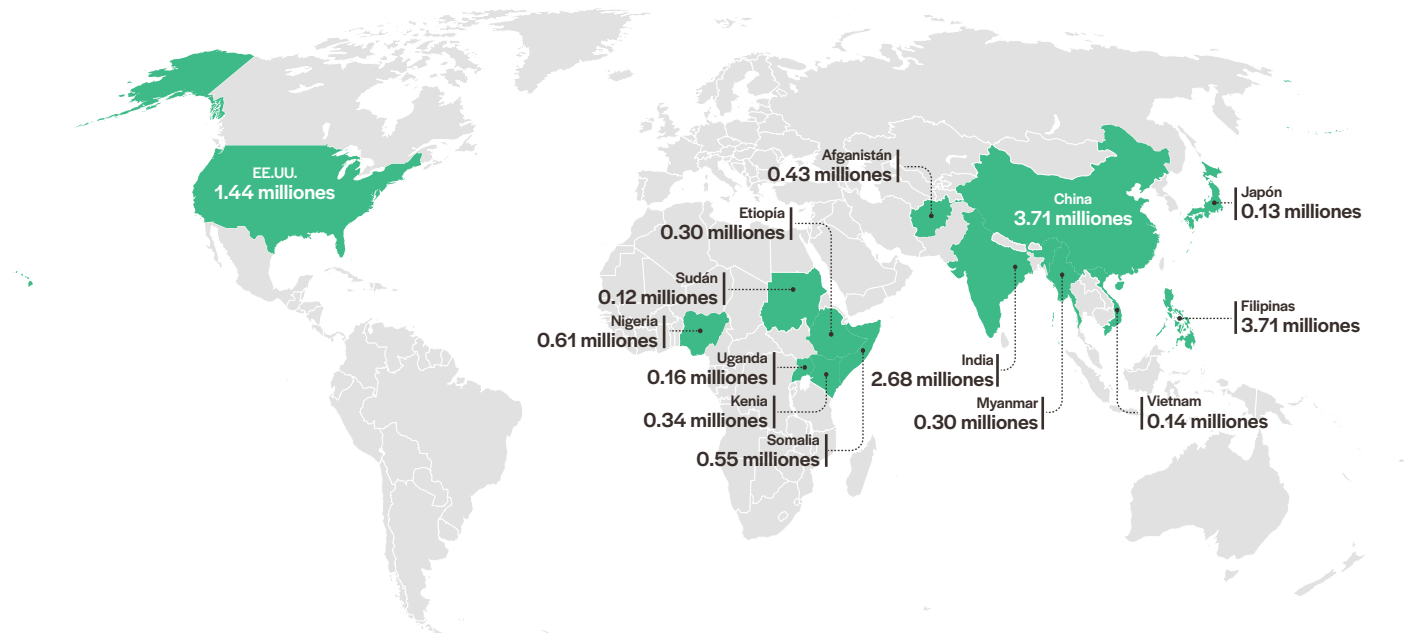 EE.UU.
1.44 milliones
Afganistán
0.43 milliones
Etiopía
0.30 milliones
Sudán
0.12 milliones
Nigeria
0.61 milliones
Uganda
0.16 milliones
Kenia
0.34 milliones
Somalia
0.55 milliones
China
3.71 milliones
Japón
0.13 milliones
Filipinas
3.71 milliones
India
2.68 milliones
Myanmar
0.30 milliones
Vietnam
0.14 milliones